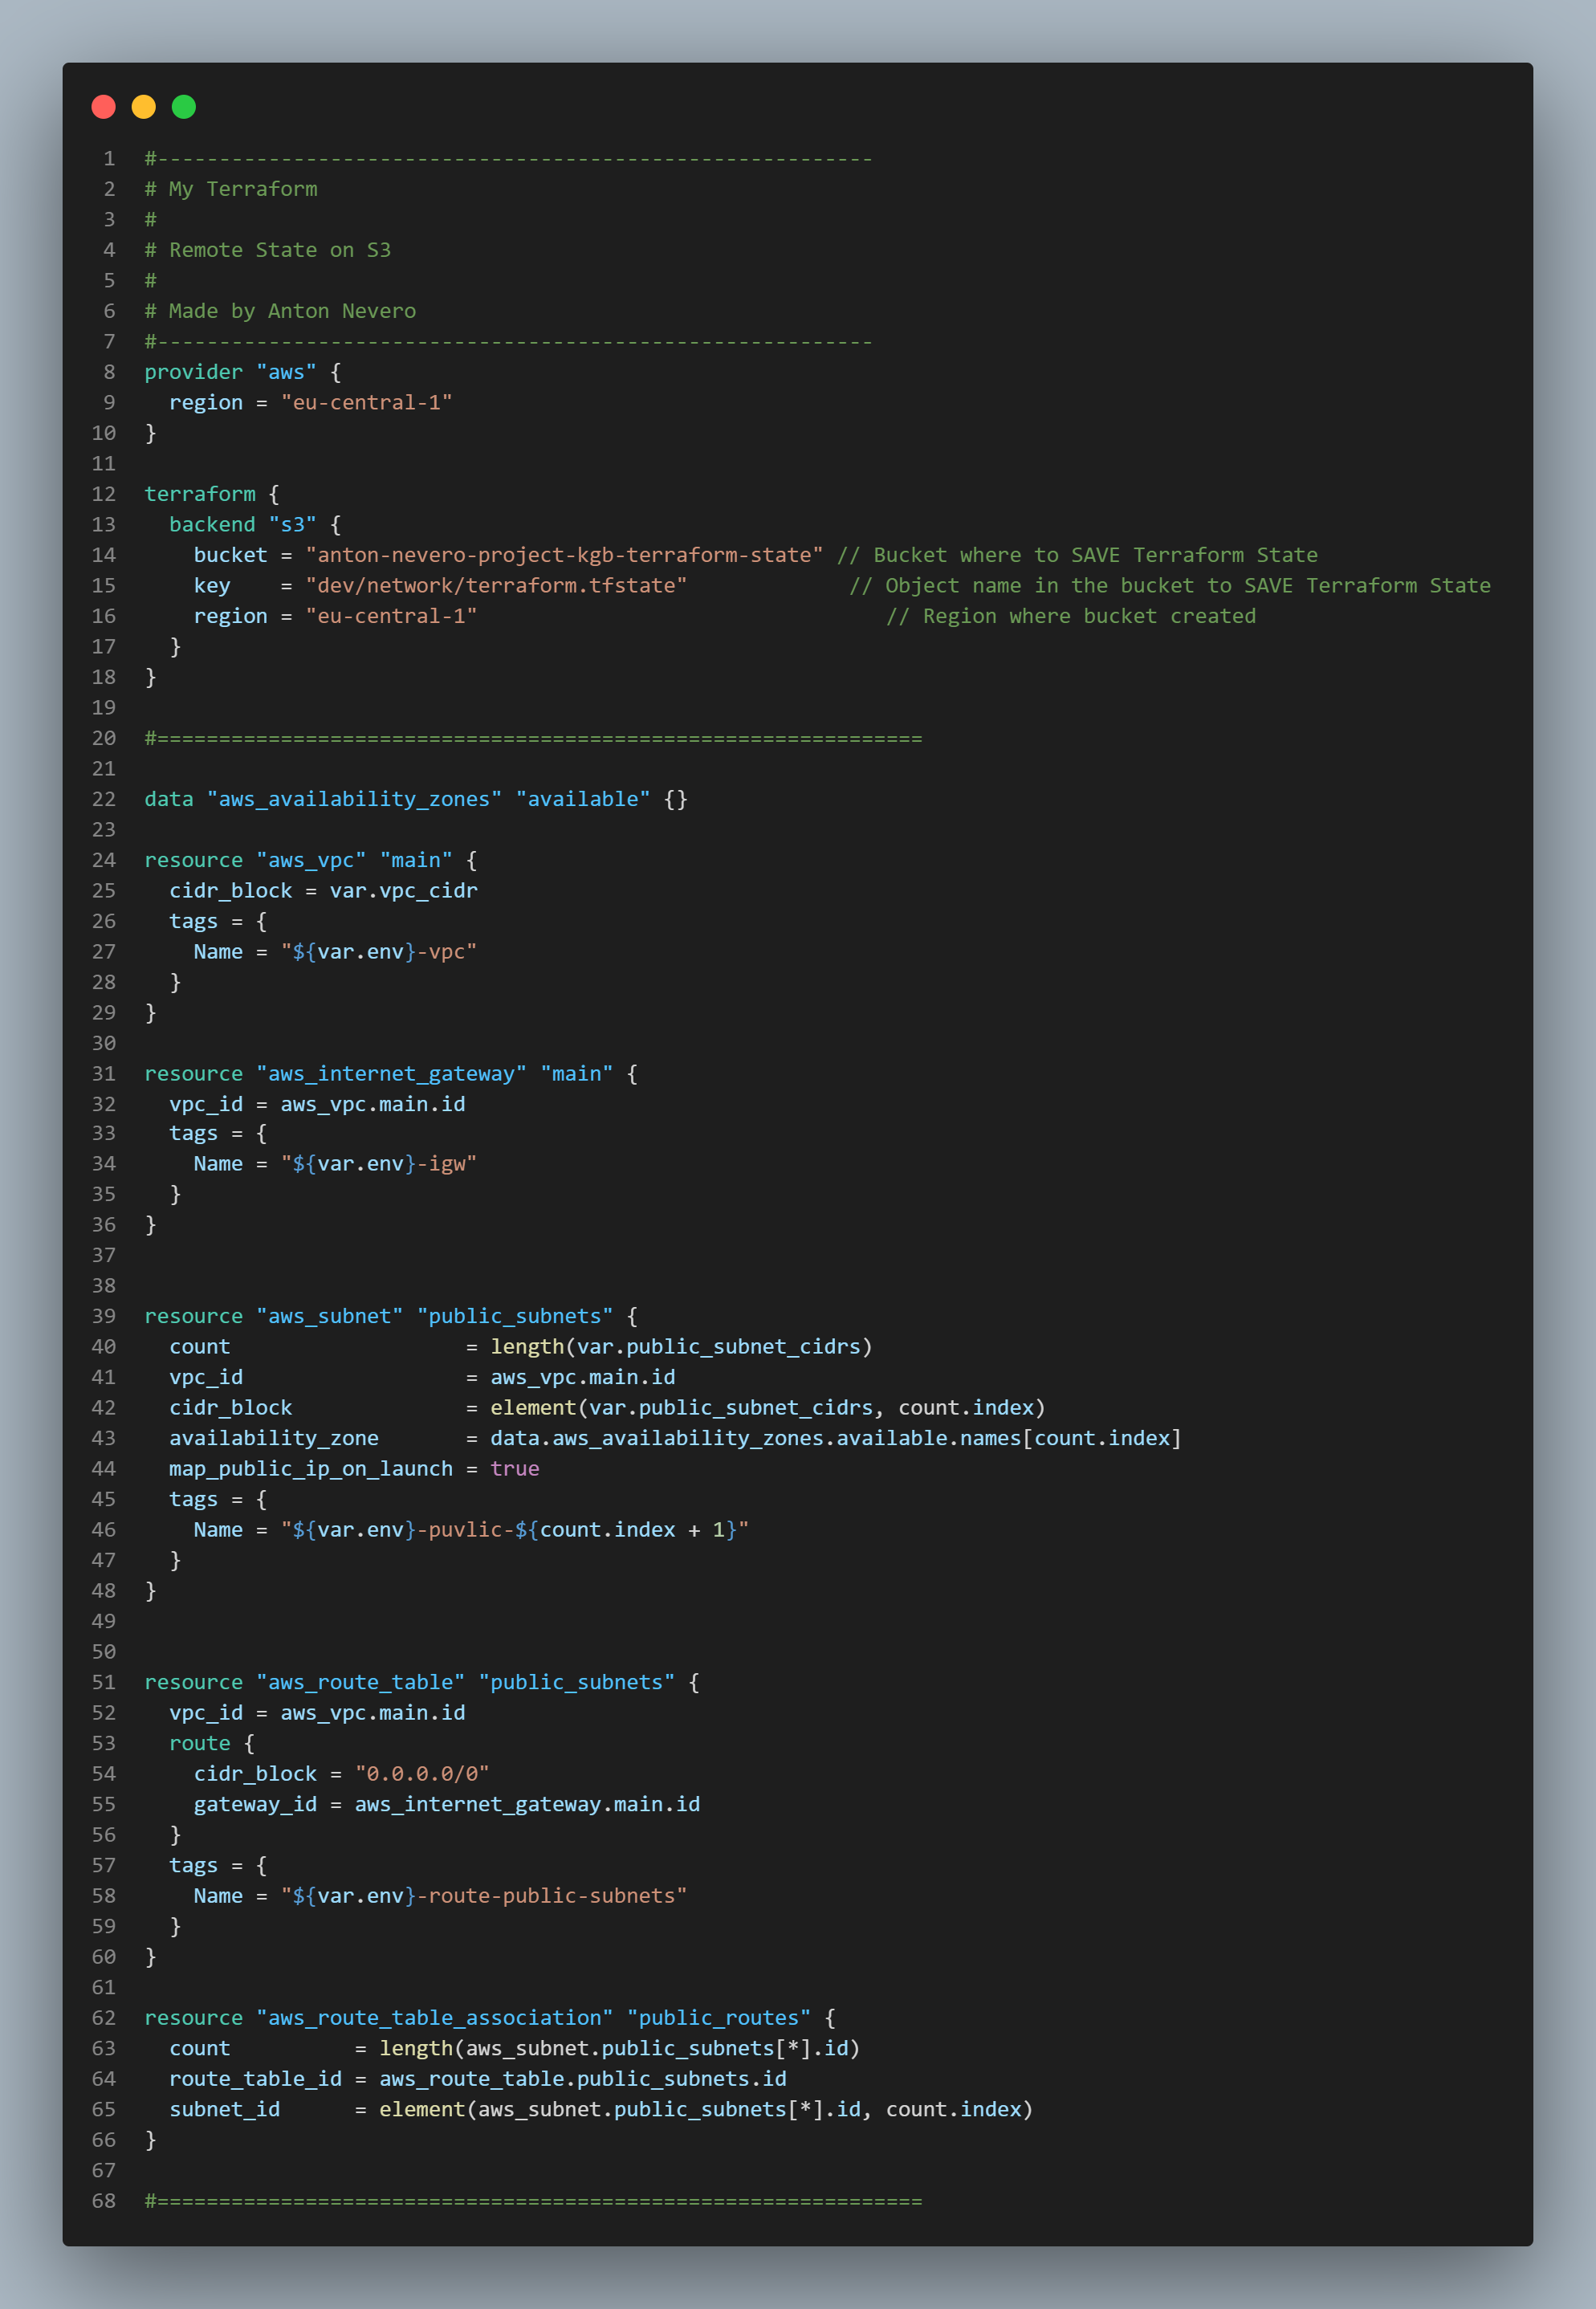 1 #----------------------------------------------------------
2 # My Terraform
3 #
4 # Remote State on S3
5 #
6 # Made by Anton Nevero
7 #----------------------------------------------------------
8 provider "aws" {
9   region = "eu-central-1"
10 }
11
12 terraform {
13   backend "s3" {
14     bucket = "anton-nevero-project-kgb-terraform-state" // Bucket where to SAVE Terraform State
15     key    = "dev/network/terraform.tfstate"             // Object name in the bucket to SAVE Terraform State
16     region = "eu-central-1"                                 // Region where bucket created
17   }
18 }
19
20 #==============================================================
21
22 data "aws_availability_zones" "available" {}
23
24 resource "aws_vpc" "main" {
25   cidr_block = var.vpc_cidr
26   tags = {
27     Name = "${var.env}-vpc"
28   }
29 }
30
31 resource "aws_internet_gateway" "main" {
32   vpc_id = aws_vpc.main.id
33   tags = {
34     Name = "${var.env}-igw"
35   }
36 }
37
38
39 resource "aws_subnet" "public_subnets" {
40   count                   = length(var.public_subnet_cidrs)
41   vpc_id                  = aws_vpc.main.id
42   cidr_block              = element(var.public_subnet_cidrs, count.index)
43   availability_zone       = data.aws_availability_zones.available.names[count.index]
44   map_public_ip_on_launch = true
45   tags = {
46     Name = "${var.env}-puvlic-${count.index + 1}"
47   }
48 }
49
50
51 resource "aws_route_table" "public_subnets" {
52   vpc_id = aws_vpc.main.id
53   route {
54     cidr_block = "0.0.0.0/0"
55     gateway_id = aws_internet_gateway.main.id
56   }
57   tags = {
58     Name = "${var.env}-route-public-subnets"
59   }
60 }
61
62 resource "aws_route_table_association" "public_routes" {
63   count          = length(aws_subnet.public_subnets[*].id)
64   route_table_id = aws_route_table.public_subnets.id
65   subnet_id      = element(aws_subnet.public_subnets[*].id, count.index)
66 }
67
68 #==============================================================